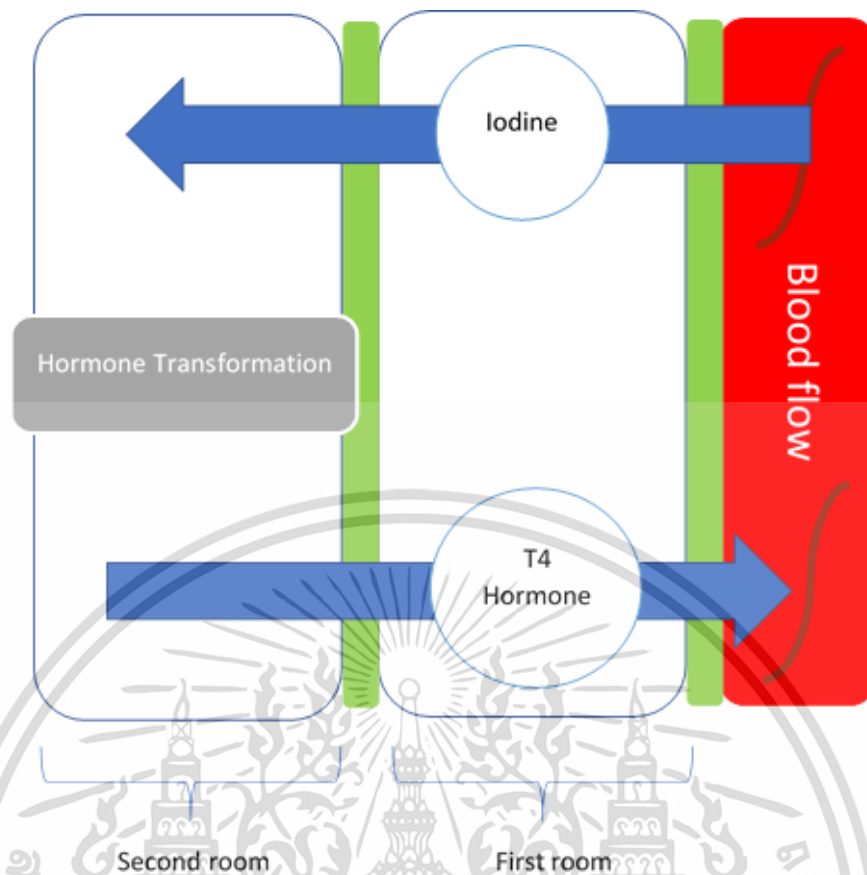 Iodine
Blood flow
Hormone Transformation
T4
Hormone
Second room
First room